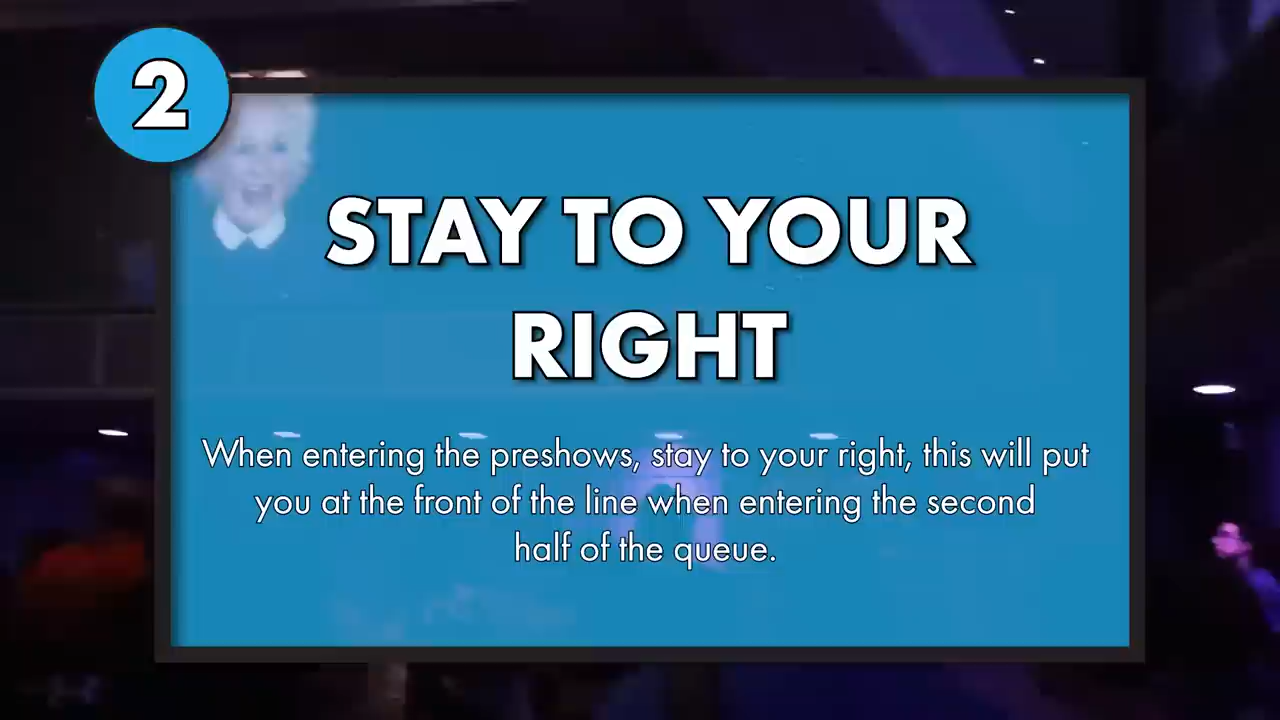 2
STAY TO YOUR
RIGHT
When entering the preshows, stay to your right, this will put
you at the front of the line when entering the second
half of the queue.